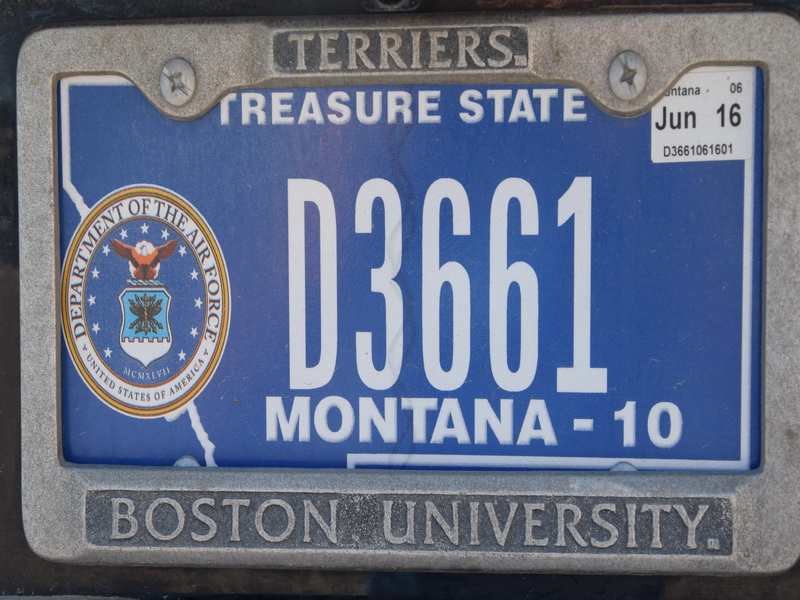 TERRIERS
TREASURE STATE
ontana 06
Jun 16
D3661061601
DEPARTMENT OF THE AIR FORCE
MCMXLVII
UNITED STATES OF AMERICA
D3661
MONTANA - 10
BOSTON UNIVERSITY